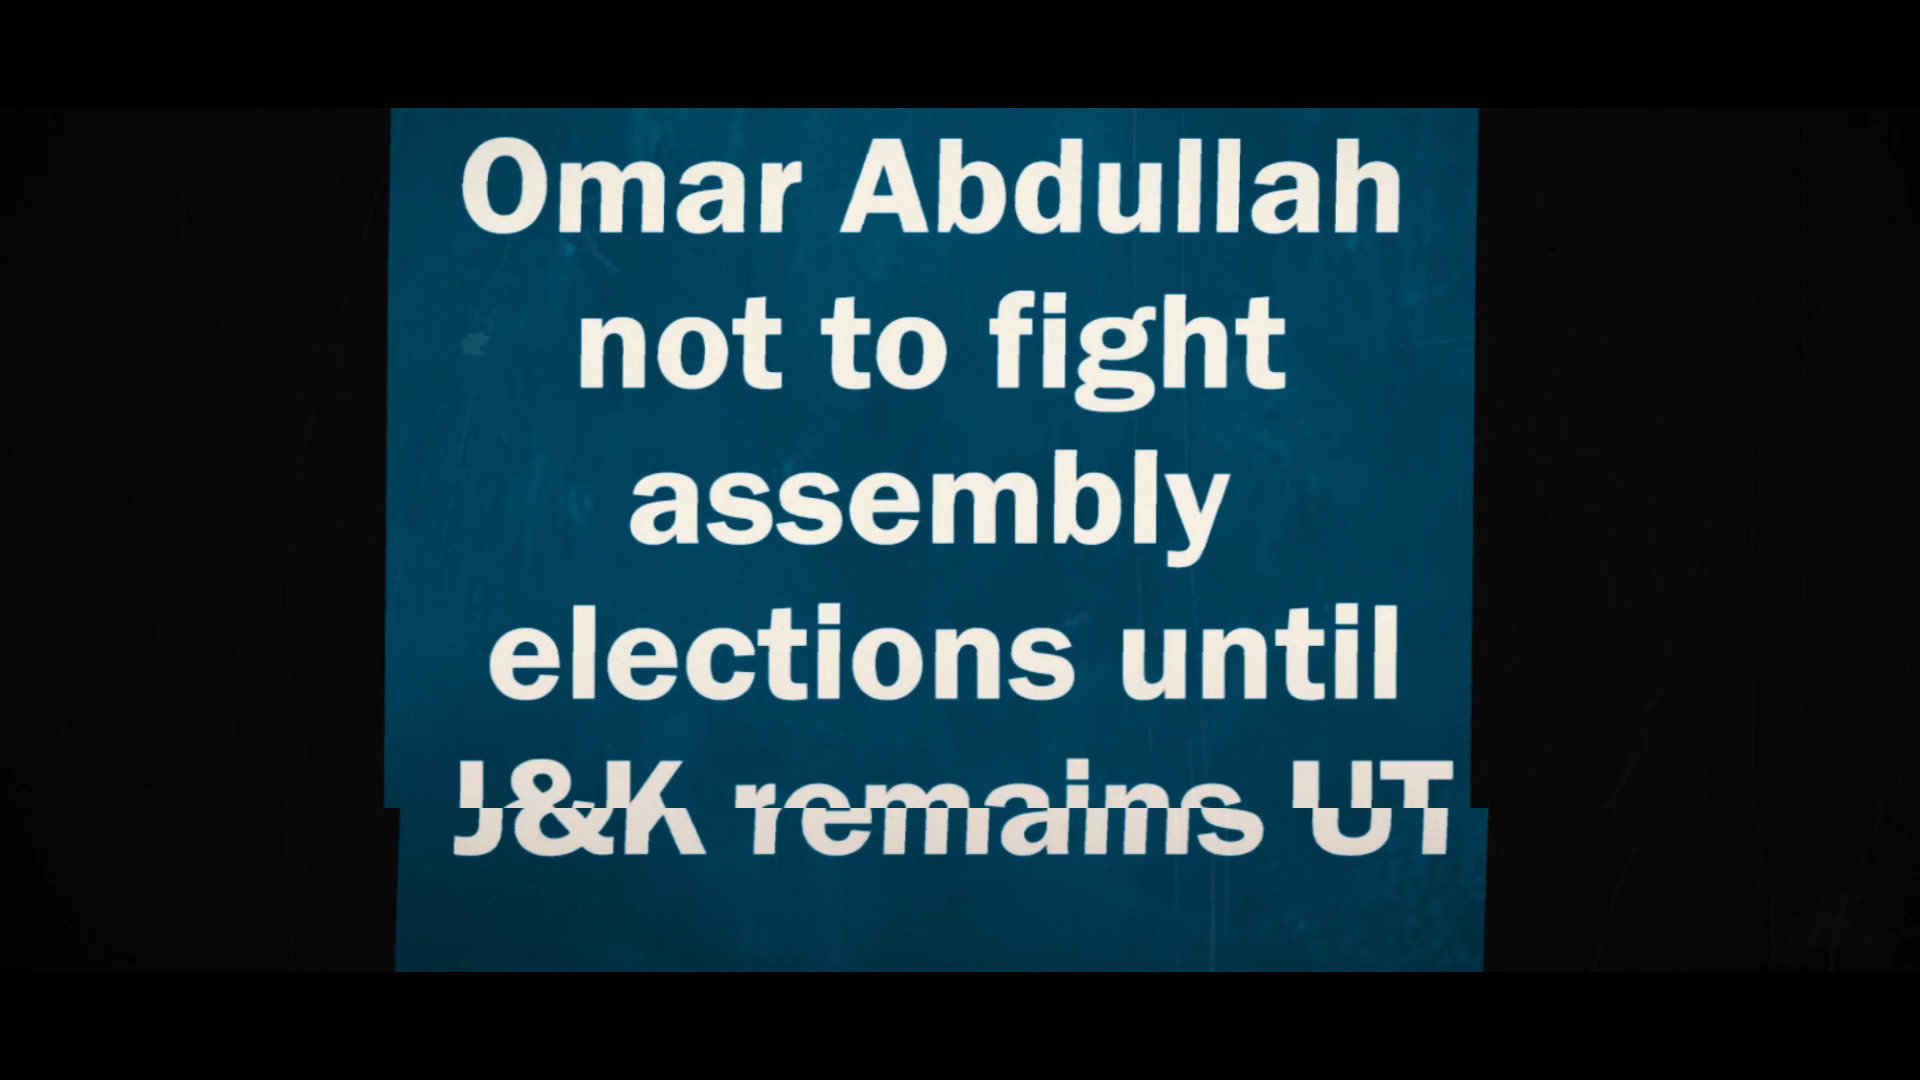 Omar Abdullah
not to fight
assembly
elections until
J&K remains UT